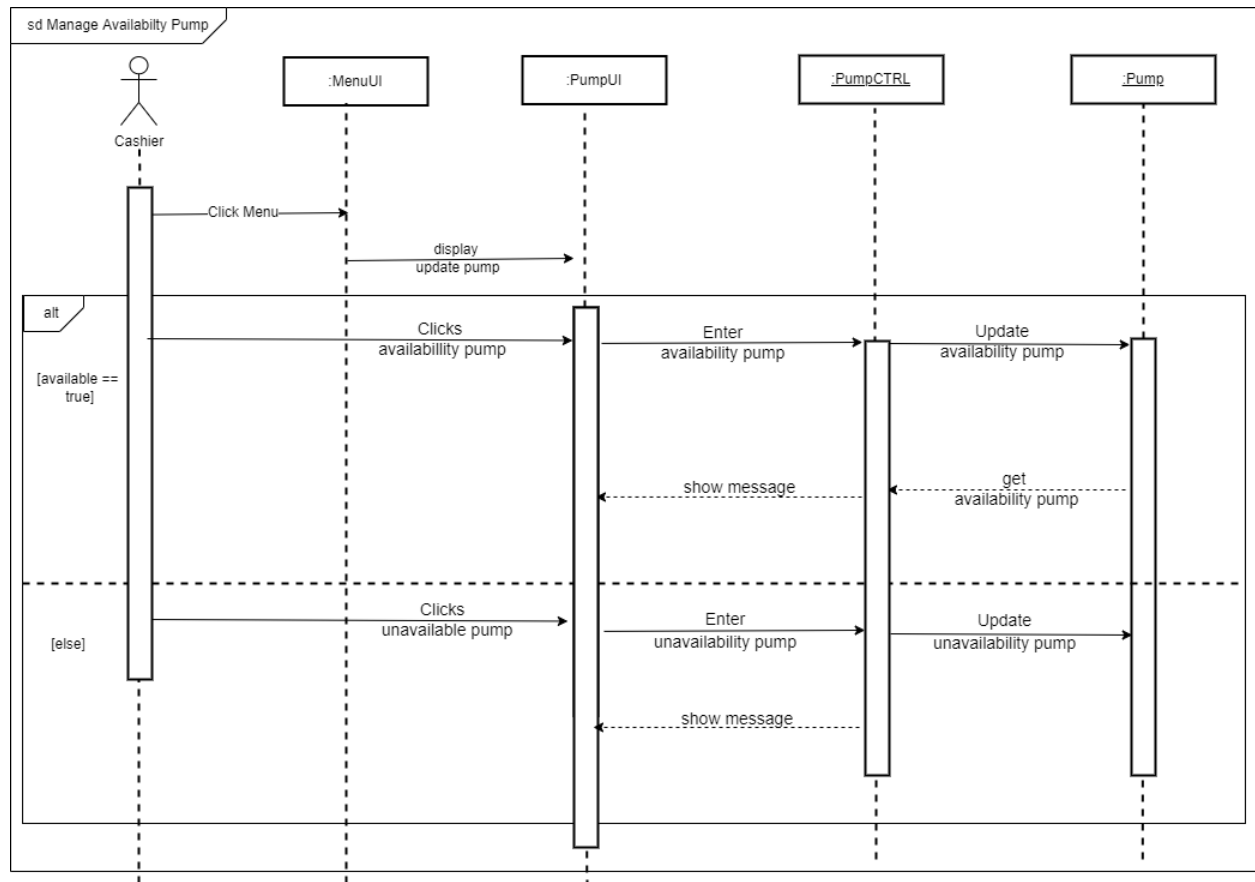 sd Manage Availabilty Pump
:MenuUI
:PumpUI
:PumpCTRL
:Pump
Cashier
Click Menu
display
update pump
alt
Clicks
availabillity pump
Enter
availability pump
Update
availability pump
[available ==
true]
show message
get
availability pump
Clicks
unavailable pump
Enter
unavailability pump
Update
unavailability pump
[else]
show message